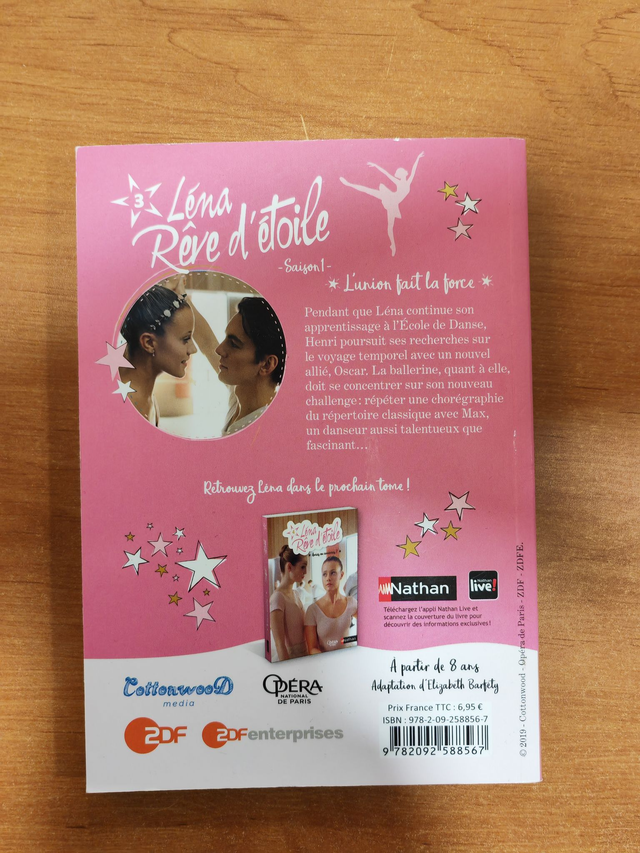 3
Léna
Rêve d'étoile
- Saison 1 -
L'union fait la force
Pendant que Léna continue son
apprentissage à l'École de Danse,
Henri poursuit ses recherches sur
le voyage temporel avec un nouvel
allié, Oscar. La ballerine, quant à elle,
doit se concentrer sur son nouveau
challenge : répéter une chorégraphie
du répertoire classique avec Max,
un danseur aussi talentueux que
fascinant...
Retrouvez Léna dans le prochain tome !
Léna
Rêve d'étoile
Nathan
Nathan
Nathan
live!
Téléchargez l'appli Nathan Live et
scannez la couverture du livre pour
découvrir des informations exclusives !
À partir de 8 ans
Adaptation d'Elizabeth Barféty
Cottonwood
media
OPÉRA
NATIONAL
DE PARIS
ZDF
ZDF enterprises
Prix France TTC : 6,95 €
ISBN : 978-2-09-258856-7
9 782092 588567
© 2019 - Cottonwood - Opéra de Paris - ZDF - ZDFE.